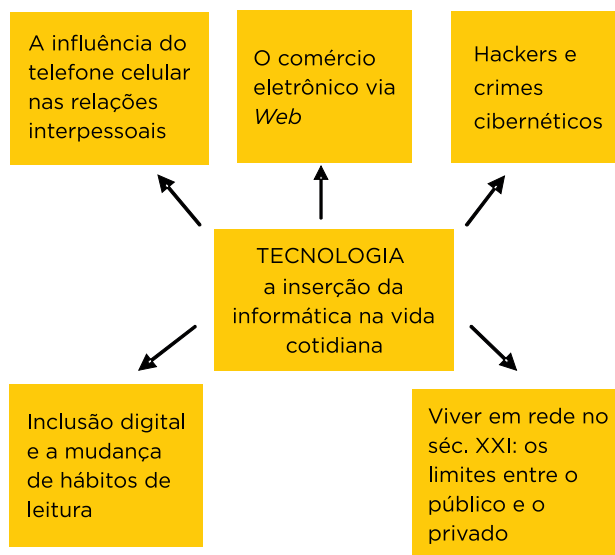 A influência do
telefone celular
nas relações
interpessoais
O comércio
eletrônico via
Web
Hackers e
crimes
cibernéticos
TECNOLOGIA
a inserção da
informática na vida
cotidiana
Inclusão digital
e a mudança
de hábitos de
leitura
Viver em rede no
séc. XXI: os
limites entre o
público e o
privado